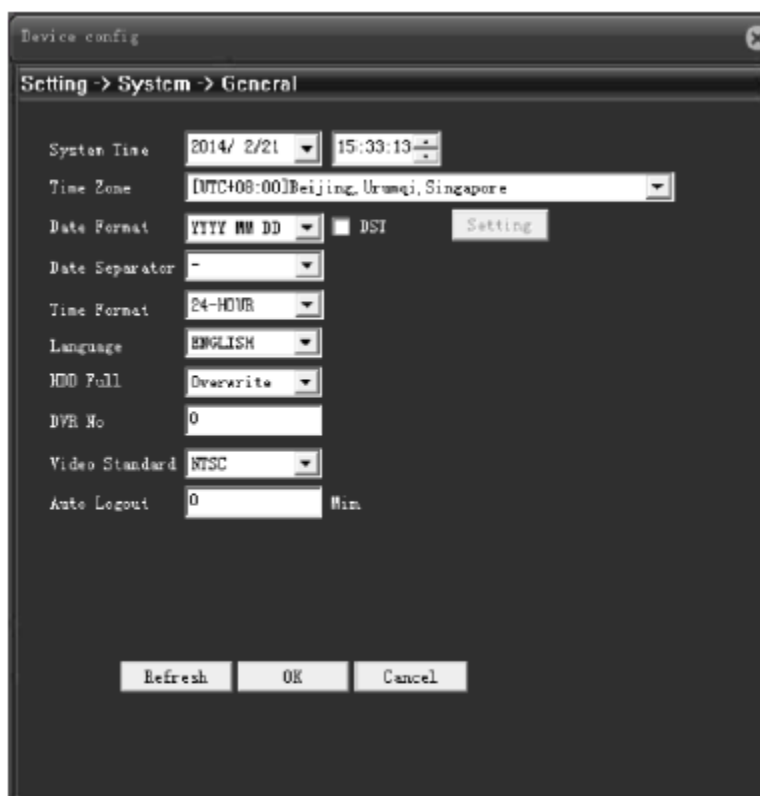 Device config
Setting -> System -> General
System Time 2014/ 2/21 15:33:13
Time Zone [UTC+08:00]Beijing,Urumqi,Singapore
Date Format YYYY MM DD DST Setting
Date Separator -
Time Format 24-HOUR
Language ENGLISH
HDD Full Overwrite
DVR No 0
Video Standard NTSC
Auto Logout 0 Min.
Refresh OK Cancel